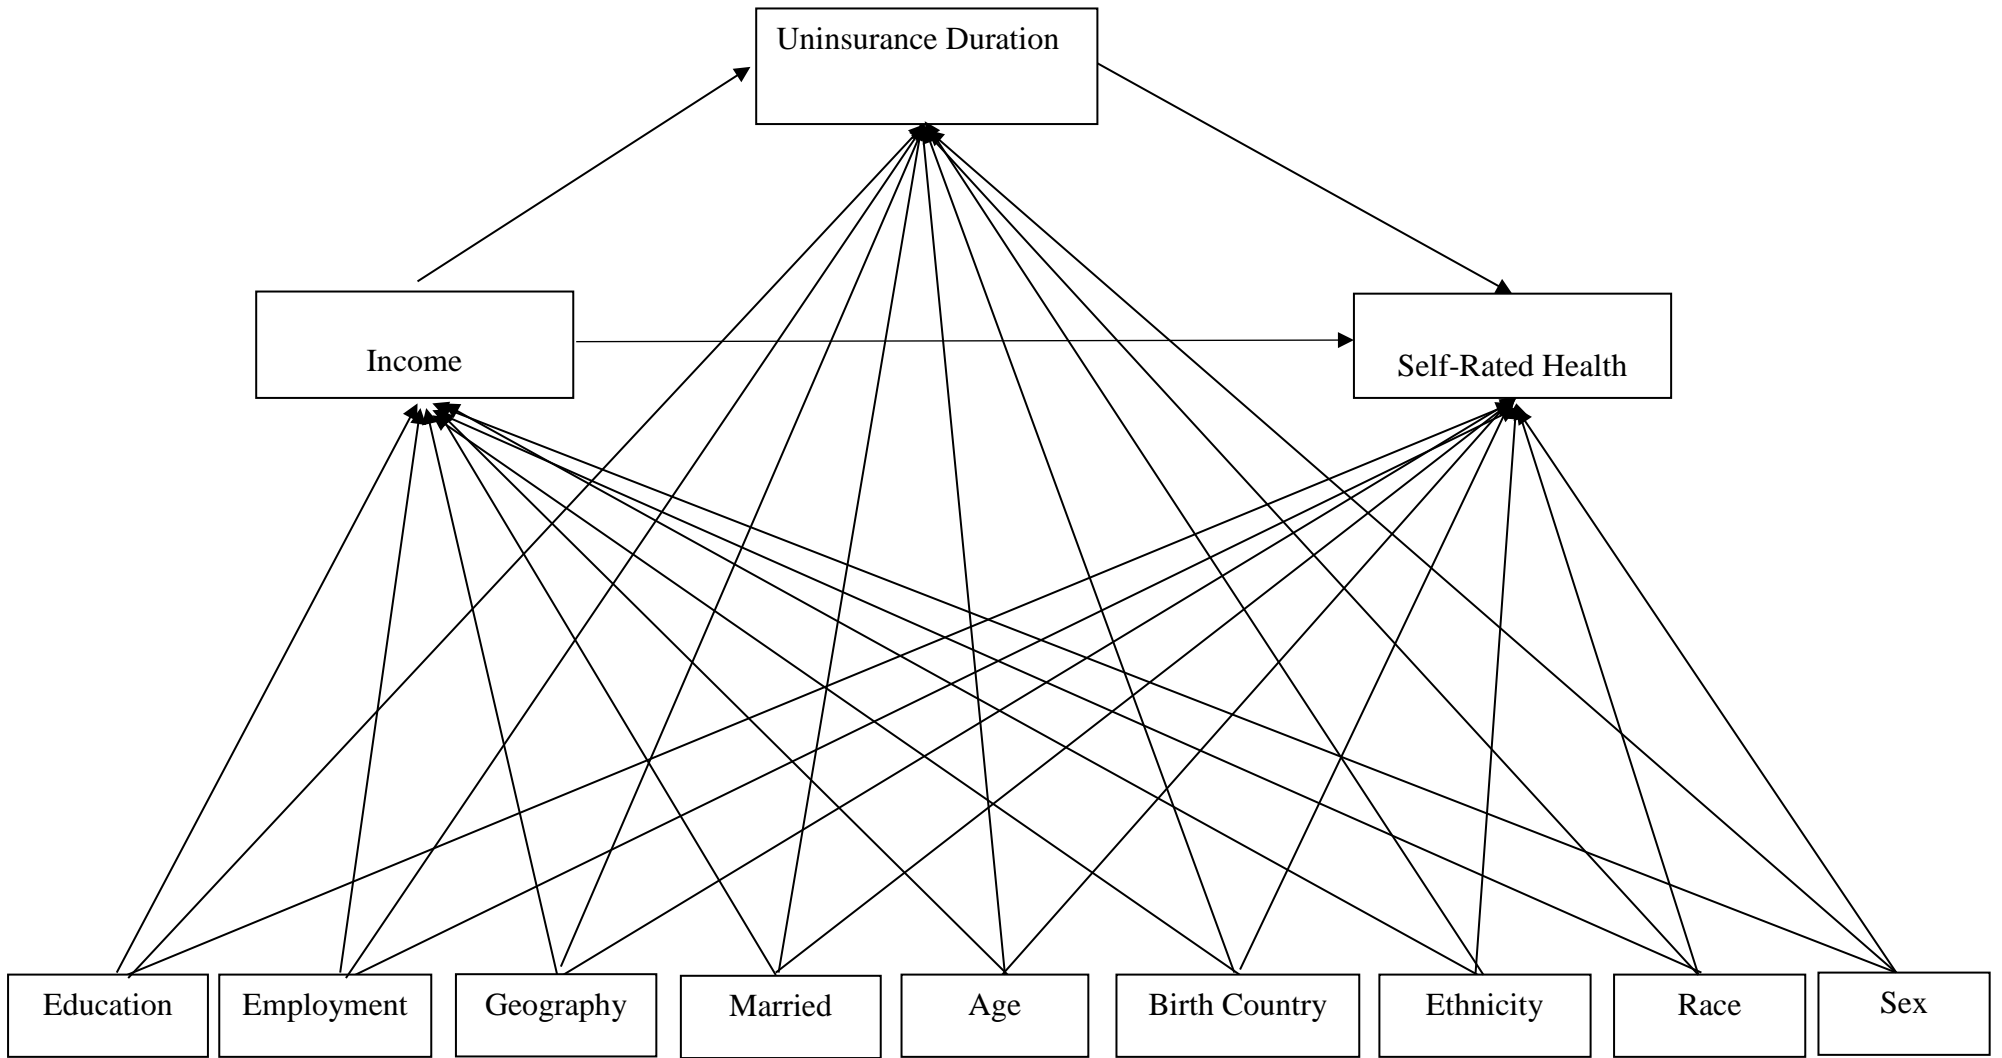 Uninsurance Duration
Income
Self-Rated Health
Education
Employment
Geography
Married
Age
Birth Country
Ethnicity
Race
Sex